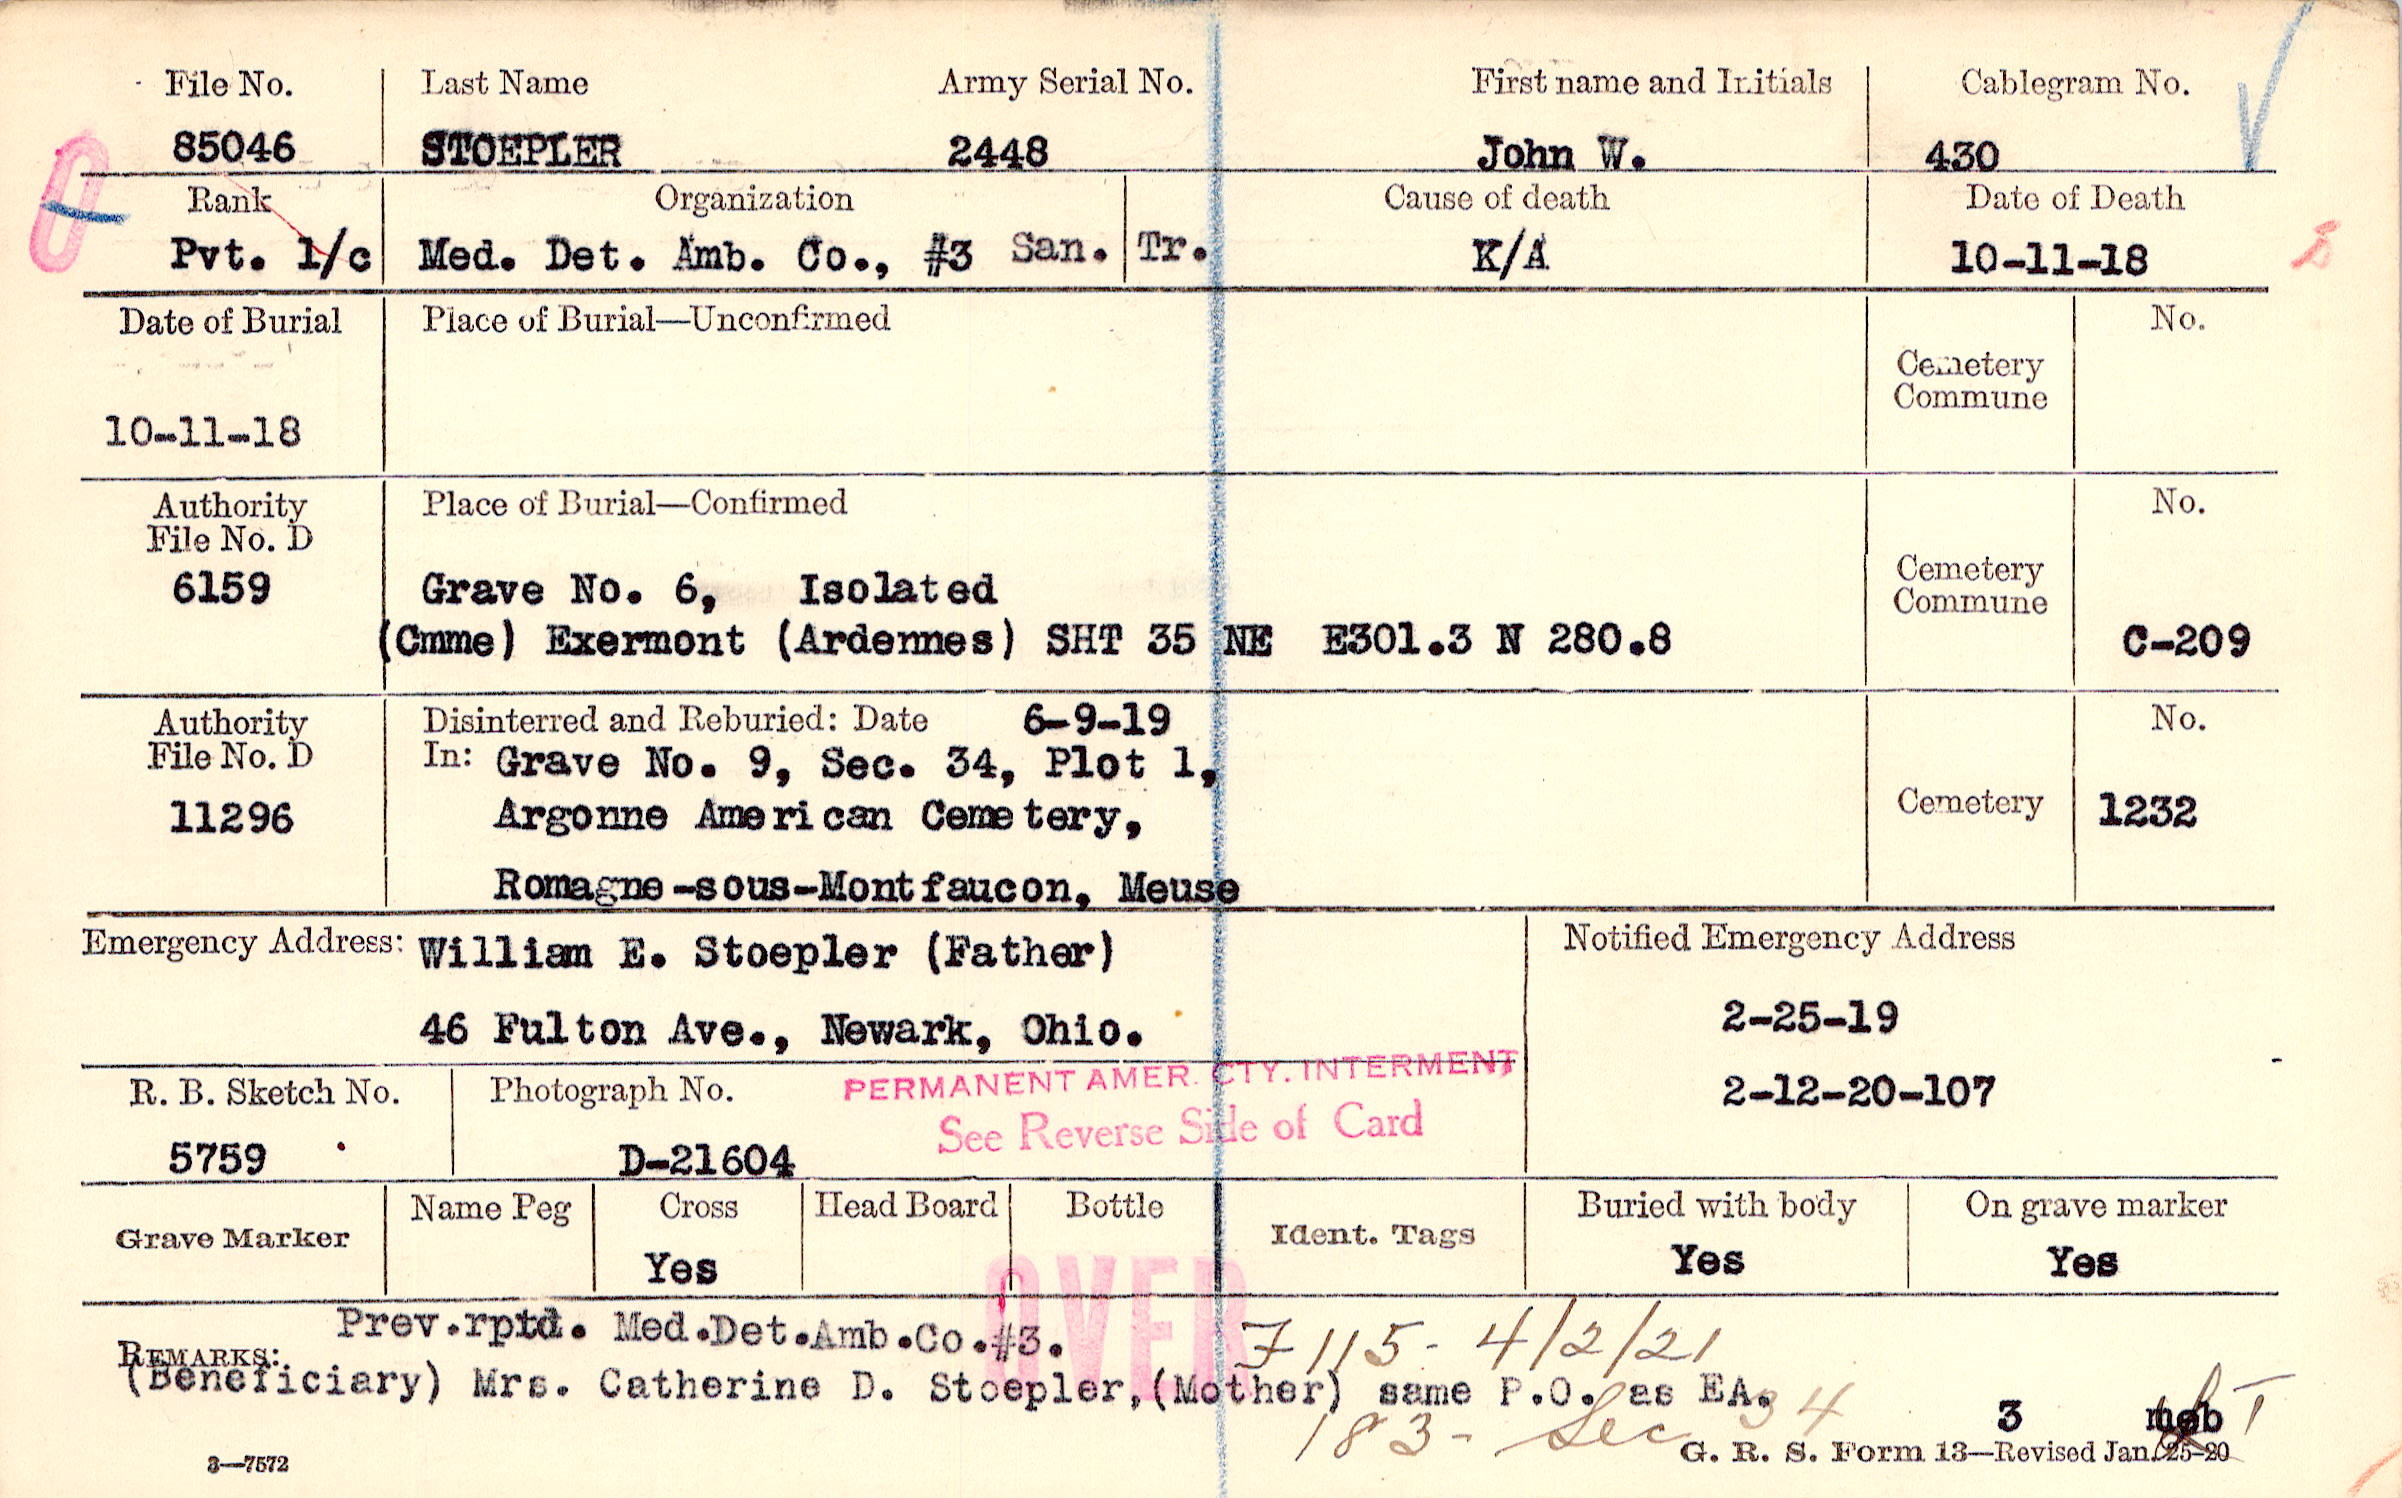 File No. Last Name Army Serial No. First name and Initials Cablegram No.
85046 STOEPLER 2448 John W. 430
Rank Organization Cause of death Date of Death
Pvt. 1/c Med. Det. Amb. Co., #3 San. Tr. K/A 10-11-18
Date of Burial Place of Burial—Unconfirmed No.
Cemetery
Commune
10-11-18
Authority Place of Burial—Confirmed No.
File No. D
6159 Grave No. 6, Isolated Cemetery
Commune
(Cmme) Exermont (Ardennes) SHT 35 NE E301.3 N 280.8 C-209
Authority Disinterred and Reburied: Date 6-9-19 No.
File No. D In: Grave No. 9, Sec. 34, Plot 1,
11296 Argonne American Cemetery, Cemetery 1232
Romagne-sous-Montfaucon, Meuse
Emergency Address: William E. Stoepler (Father) Notified Emergency Address
46 Fulton Ave., Newark, Ohio. 2-25-19
PERMANENT AMER. CTY. INTERMENT
R. B. Sketch No. Photograph No. See Reverse Side of Card 2-12-20-107
5759 D-21604
Grave Marker Name Peg Cross Head Board Bottle Ident. Tags Buried with body On grave marker
Yes Yes Yes
OVER
Prev.rptd. Med.Det.Amb.Co.#3. F 115- 4/2/21
REMARKS:
(Beneficiary) Mrs. Catherine D. Stoepler,(Mother) same P.O. as EA.
183- Sec 34 3 meb
3—7572 G. R. S. Form 13—Revised Jan. 25-20